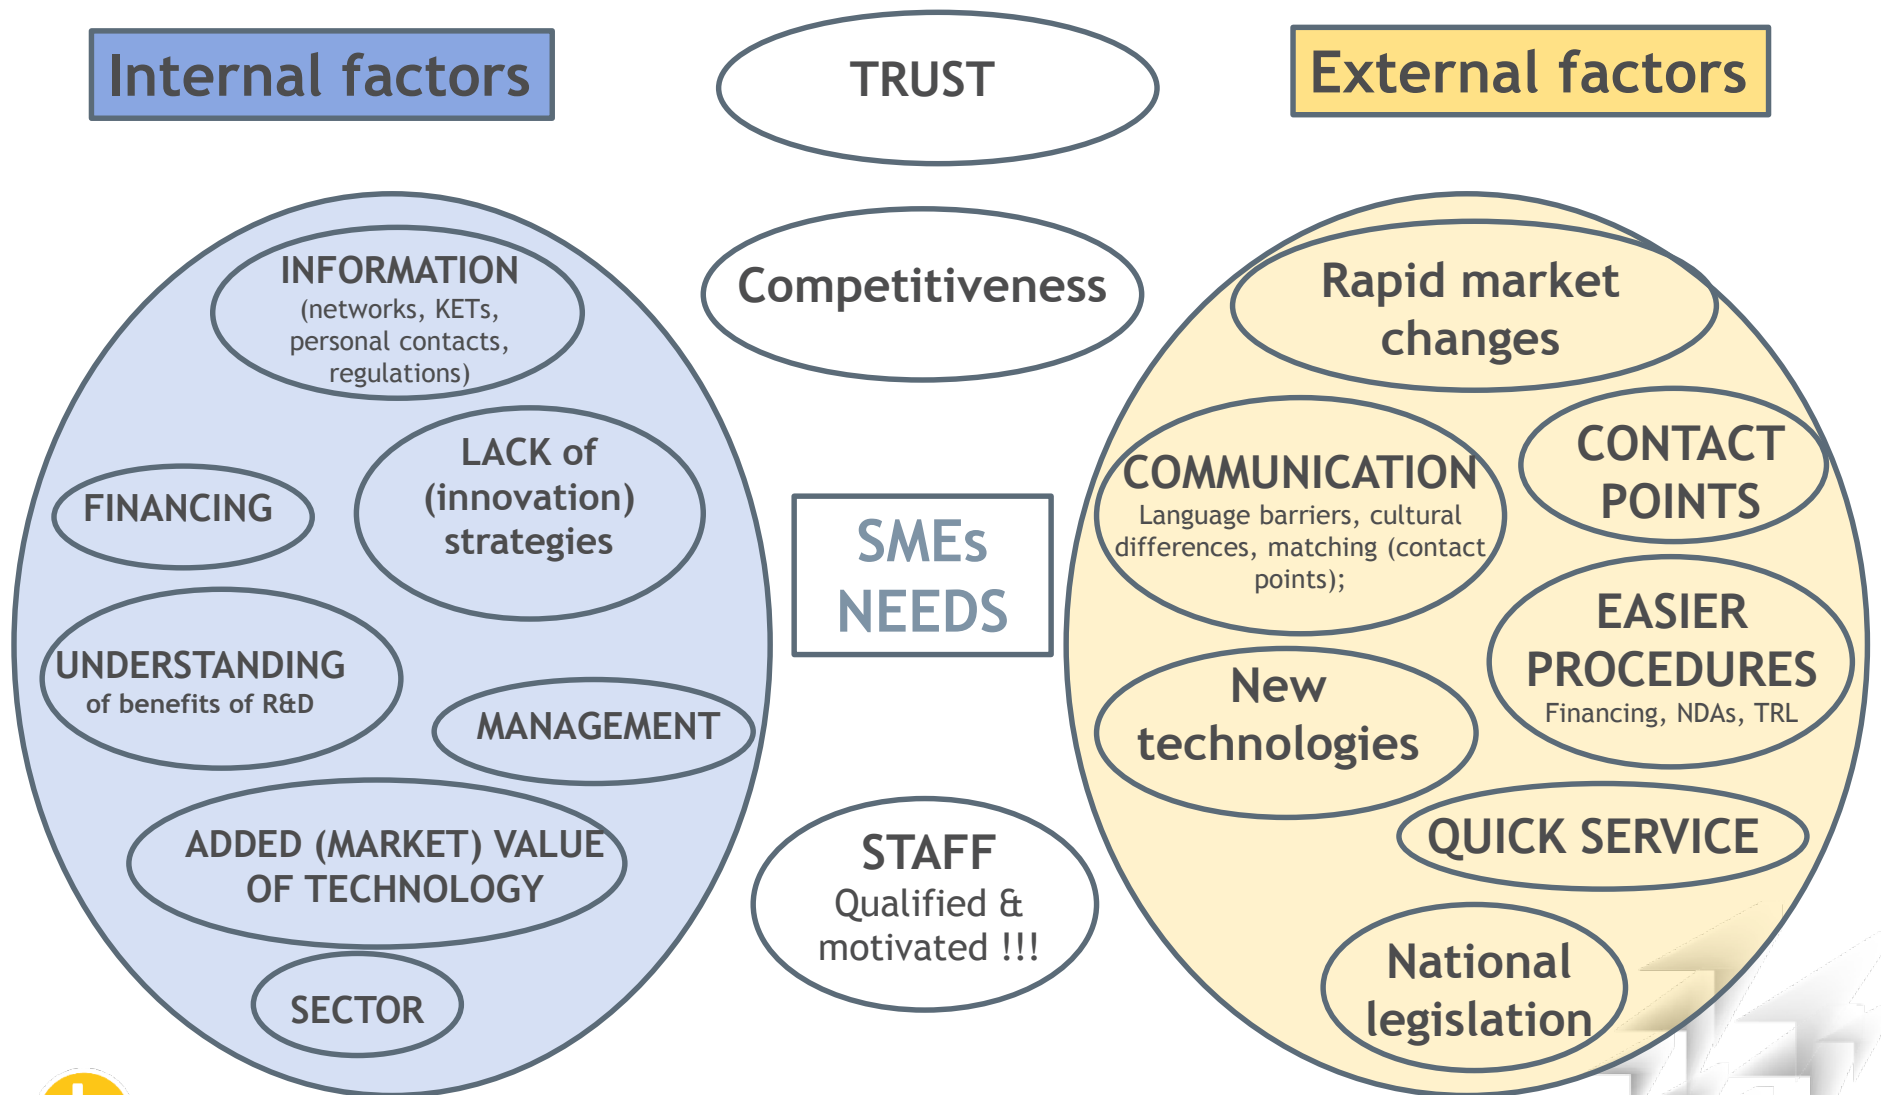 Internal factors
TRUST
External factors
INFORMATION
(networks, KETs,
personal contacts,
regulations)
LACK of
(innovation)
strategies
FINANCING
UNDERSTANDING
of benefits of R&D
MANAGEMENT
ADDED (MARKET) VALUE
OF TECHNOLOGY
SECTOR
Competitiveness
SMEs
NEEDS
STAFF
Qualified &
motivated !!!
Rapid market
changes
COMMUNICATION
Language barriers, cultural
differences, matching (contact
points);
CONTACT
POINTS
EASIER
PROCEDURES
Financing, NDAs, TRL
New
technologies
QUICK SERVICE
National
legislation